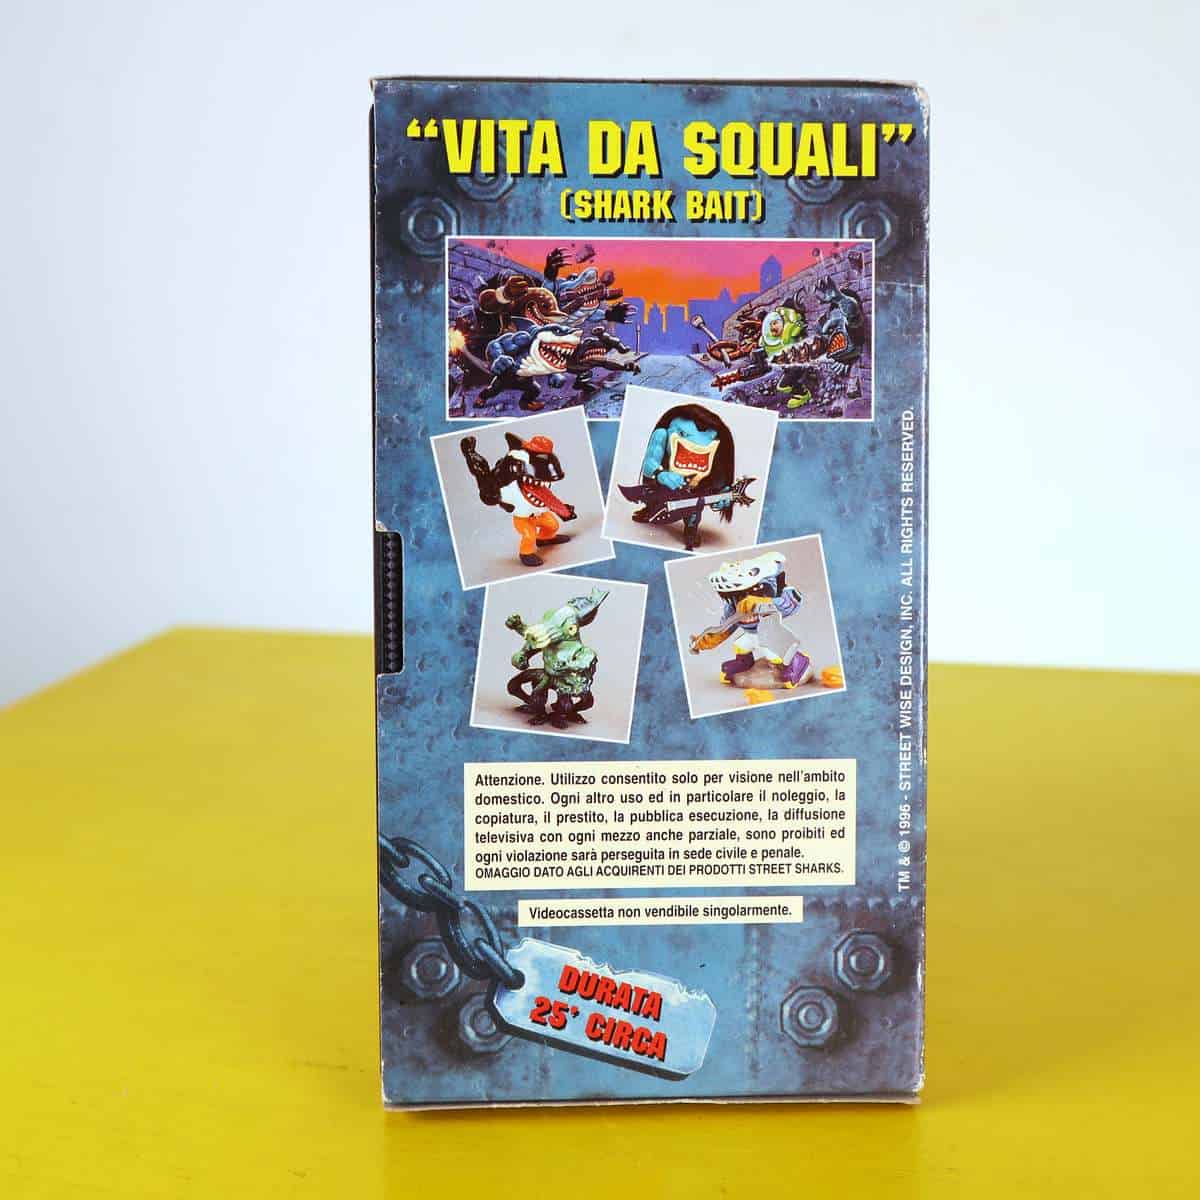 “VITA DA SQUALI”
(SHARK BAIT)
TM & © 1996 - STREET WISE DESIGN, INC. ALL RIGHTS RESERVED.
Attenzione. Utilizzo consentito solo per visione nell'ambito
domestico. Ogni altro uso ed in particolare il noleggio, la
copiatura, il prestito, la pubblica esecuzione, la diffusione
televisiva con ogni mezzo anche parziale, sono proibiti ed
ogni violazione sarà perseguita in sede civile e penale.
OMAGGIO DATO AGLI ACQUIRENTI DEI PRODOTTI STREET SHARKS.
Videocassetta non vendibile singolarmente.
DURATA
25' CIRCA